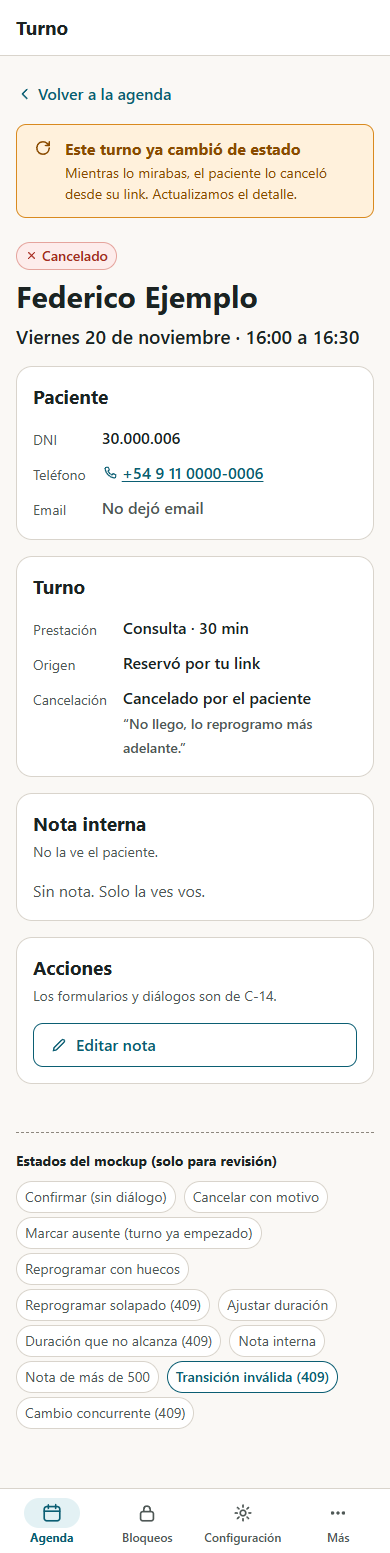 Turno
Volver a la agenda
Este turno ya cambió de estado
Mientras lo mirabas, el paciente lo canceló
desde su link. Actualizamos el detalle.
Cancelado
Federico Ejemplo
Viernes 20 de noviembre · 16:00 a 16:30
Paciente
DNI 30.000.006
Teléfono +54 9 11 0000-0006
Email No dejó email
Turno
Prestación Consulta · 30 min
Origen Reservó por tu link
Cancelación Cancelado por el paciente
“No llego, lo reprogramo más
adelante.”
Nota interna
No la ve el paciente.
Sin nota. Solo la ves vos.
Acciones
Los formularios y diálogos son de C-14.
Editar nota
Estados del mockup (solo para revisión)
Confirmar (sin diálogo) Cancelar con motivo
Marcar ausente (turno ya empezado)
Reprogramar con huecos
Reprogramar solapado (409) Ajustar duración
Duración que no alcanza (409) Nota interna
Nota de más de 500 Transición inválida (409)
Cambio concurrente (409)
Agenda Bloqueos Configuración Más